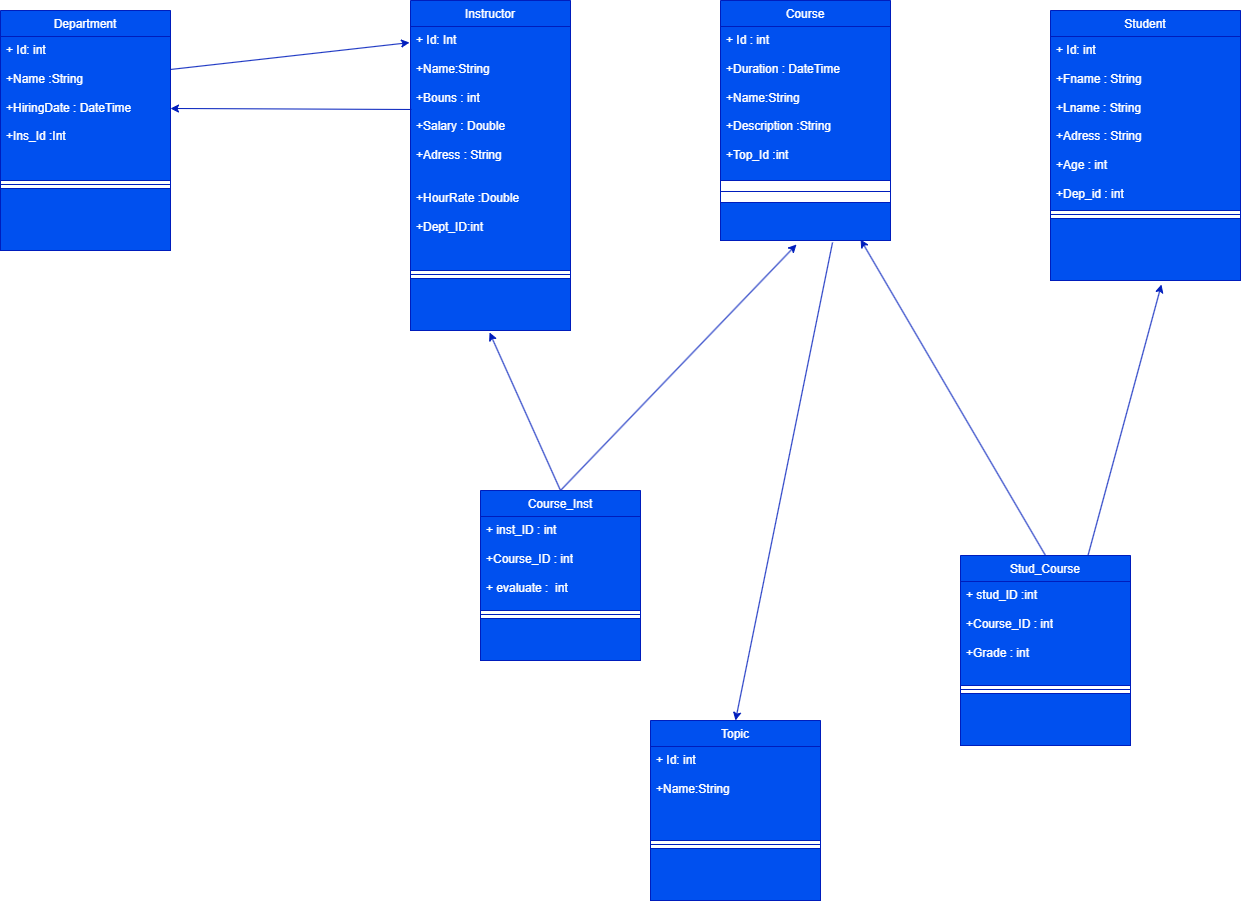 Department
+ Id: int
+Name :String
+HiringDate : DateTime
+Ins_Id :Int
Instructor
+ Id: Int
+Name:String
+Bouns : int
+Salary : Double
+Adress : String
+HourRate :Double
+Dept_ID:int
Course
+ Id : int
+Duration : DateTime
+Name:String
+Description :String
+Top_Id :int
Student
+ Id: int
+Fname : String
+Lname : String
+Adress : String
+Age : int
+Dep_id : int
Course_Inst
+ inst_ID : int
+Course_ID : int
+ evaluate :  int
Stud_Course
+ stud_ID :int
+Course_ID : int
+Grade : int
Topic
+ Id: int
+Name:String